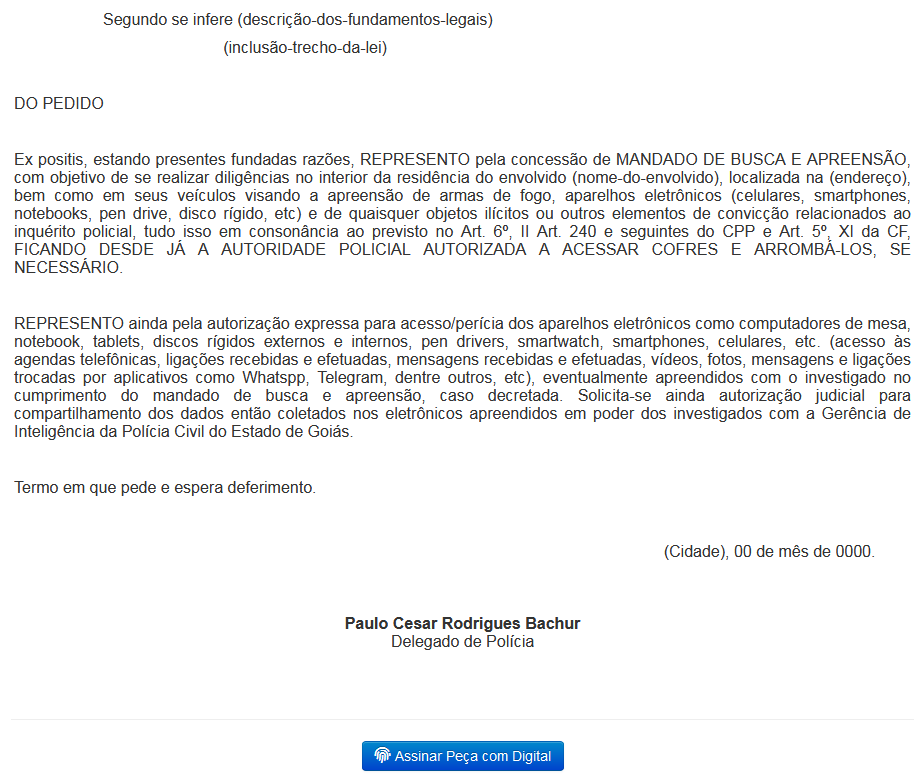 Segundo se infere (descrição-dos-fundamentos-legais)
(inclusão-trecho-da-lei)
DO PEDIDO
Ex positis, estando presentes fundadas razões, REPRESENTO pela concessão de MANDADO DE BUSCA E APREENSÃO,
com objetivo de se realizar diligências no interior da residência do envolvido (nome-do-envolvido), localizada na (endereço),
bem como em seus veículos visando a apreensão de armas de fogo, aparelhos eletrônicos (celulares, smartphones,
notebooks, pen drive, disco rígido, etc) e de quaisquer objetos ilícitos ou outros elementos de convicção relacionados ao
inquérito policial, tudo isso em consonância ao previsto no Art. 6º, II Art. 240 e seguintes do CPP e Art. 5º, XI da CF,
FICANDO DESDE JÁ A AUTORIDADE POLICIAL AUTORIZADA A ACESSAR COFRES E ARROMBÁ-LOS, SE
NECESSÁRIO.
REPRESENTO ainda pela autorização expressa para acesso/perícia dos aparelhos eletrônicos como computadores de mesa,
notebook, tablets, discos rígidos externos e internos, pen drivers, smartwatch, smartphones, celulares, etc. (acesso às
agendas telefônicas, ligações recebidas e efetuadas, mensagens recebidas e efetuadas, vídeos, fotos, mensagens e ligações
trocadas por aplicativos como Whatspp, Telegram, dentre outros, etc), eventualmente apreendidos com o investigado no
cumprimento do mandado de busca e apreensão, caso decretada. Solicita-se ainda autorização judicial para
compartilhamento dos dados então coletados nos eletrônicos apreendidos em poder dos investigados com a Gerência de
Inteligência da Polícia Civil do Estado de Goiás.
Termo em que pede e espera deferimento.
(Cidade), 00 de mês de 0000.
Paulo Cesar Rodrigues Bachur
Delegado de Polícia
Assinar Peça com Digital